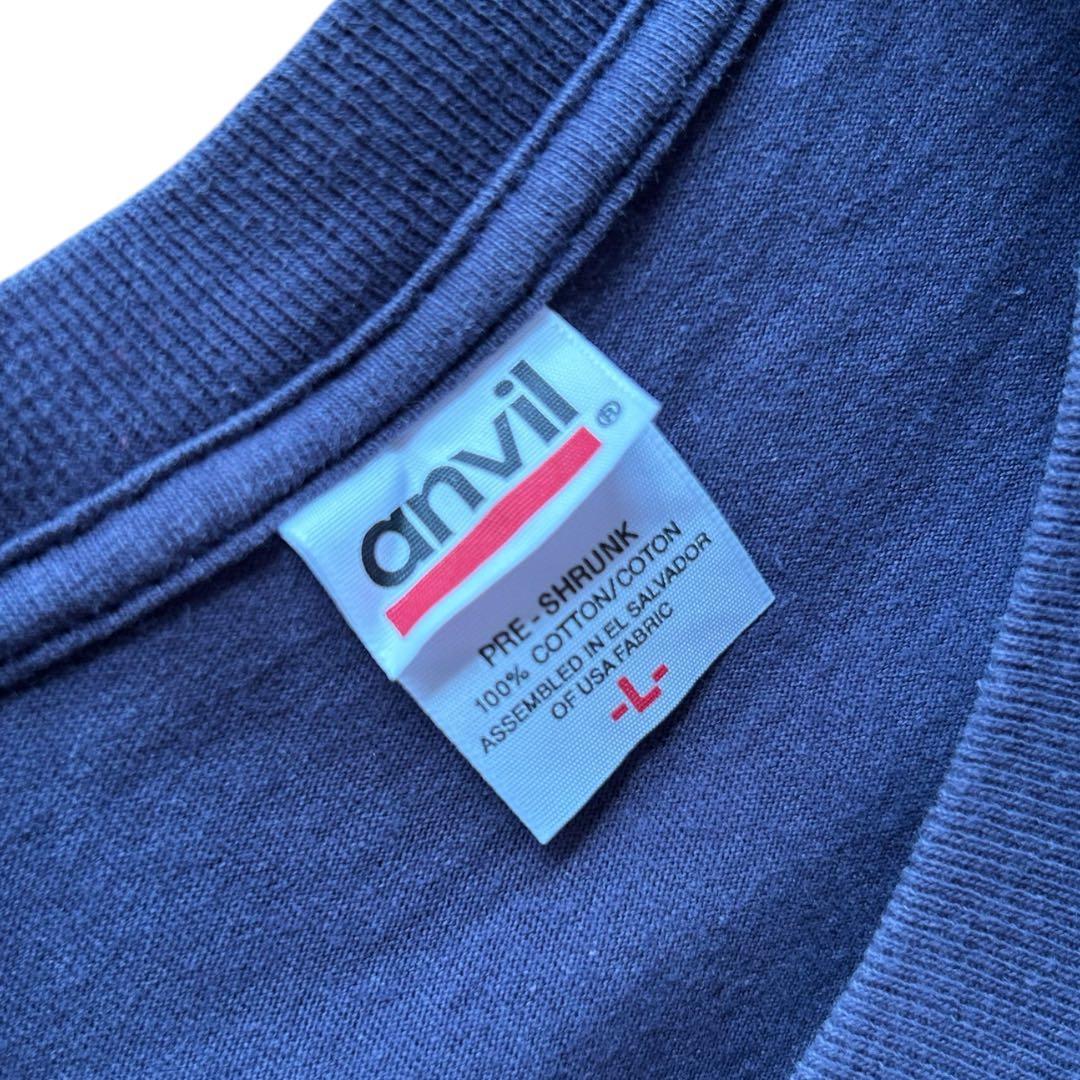 anvil®
PRE-SHRUNK
100% COTTON/COTON
ASSEMBLED IN EL SALVADOR
OF USA FABRIC
-L-